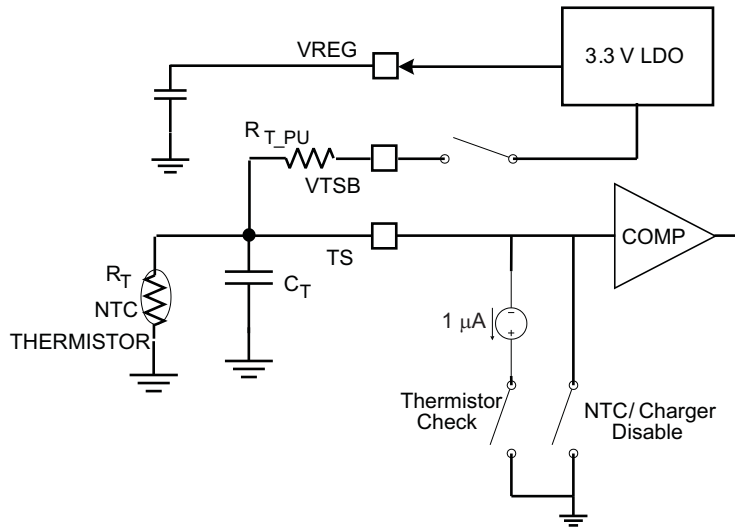 VREG
3.3 V LDO
R T_PU
VTSB
TS
COMP
R T
NTC
THERMISTOR
C T
1 µA
−
+
Thermistor
Check
NTC/ Charger
Disable